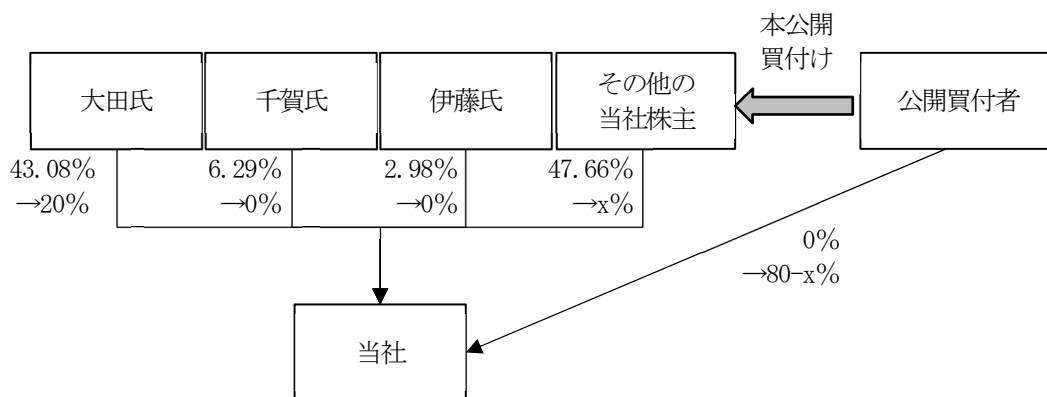 本公開
買付け
大田氏
千賀氏
伊藤氏
その他の
当社株主
公開買付者
43.08%
→20%
6.29%
→0%
2.98%
→0%
47.66%
→x%
0%
→80-x%
当社